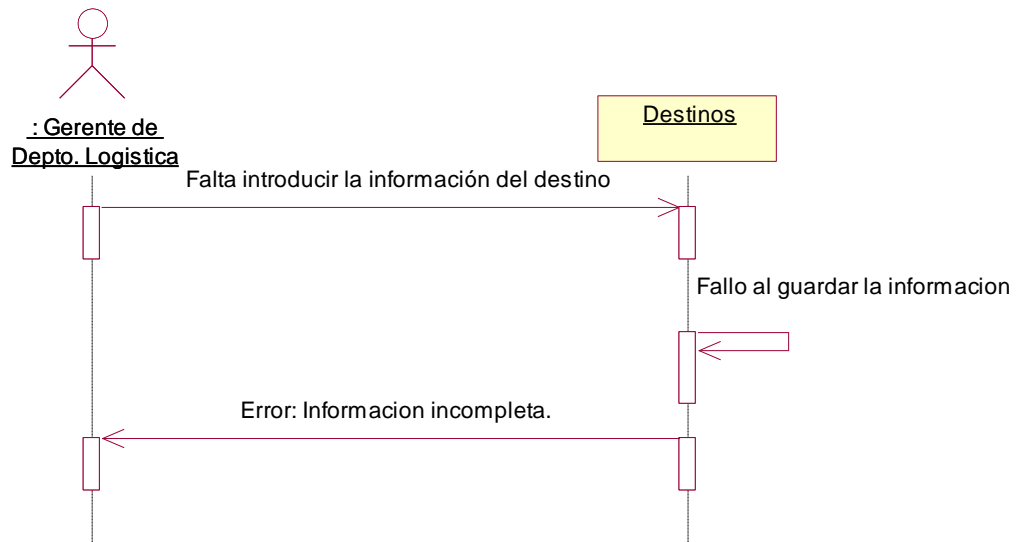 : Gerente de
Depto. Logistica
Destinos
Falta introducir la información del destino
Fallo al guardar la informacion
Error: Informacion incompleta.